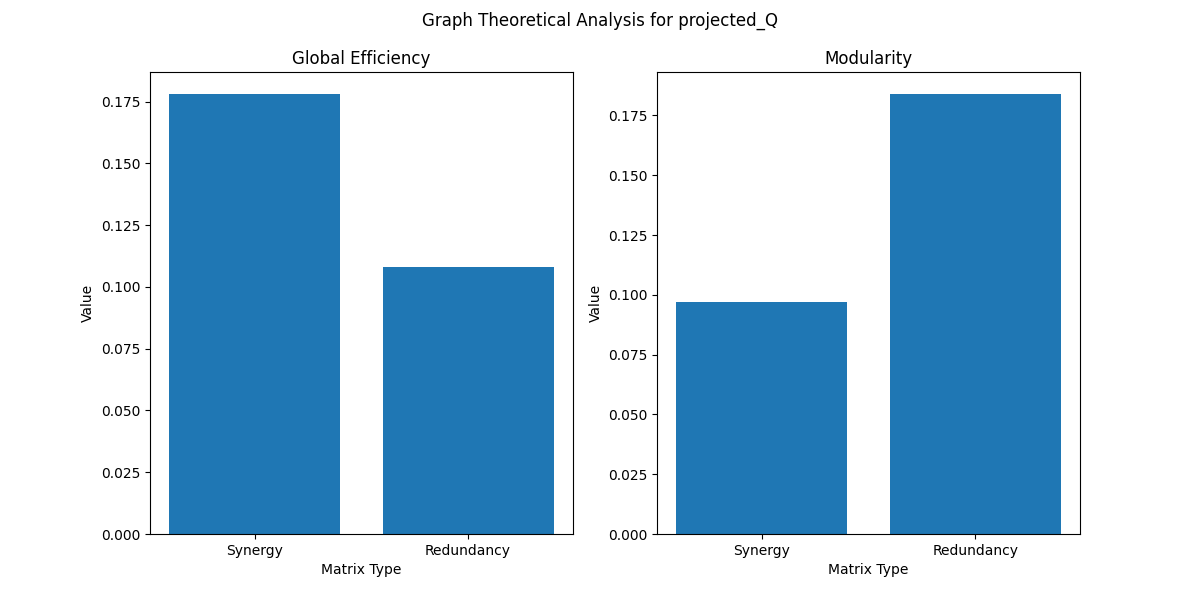 Graph Theoretical Analysis for projected_Q
Global Efficiency
0.175
0.150
0.125
0.100
0.075
0.050
0.025
0.000
Value
Synergy
Redundancy
Matrix Type
Modularity
0.175
0.150
0.125
0.100
0.075
0.050
0.025
0.000
Value
Synergy
Redundancy
Matrix Type